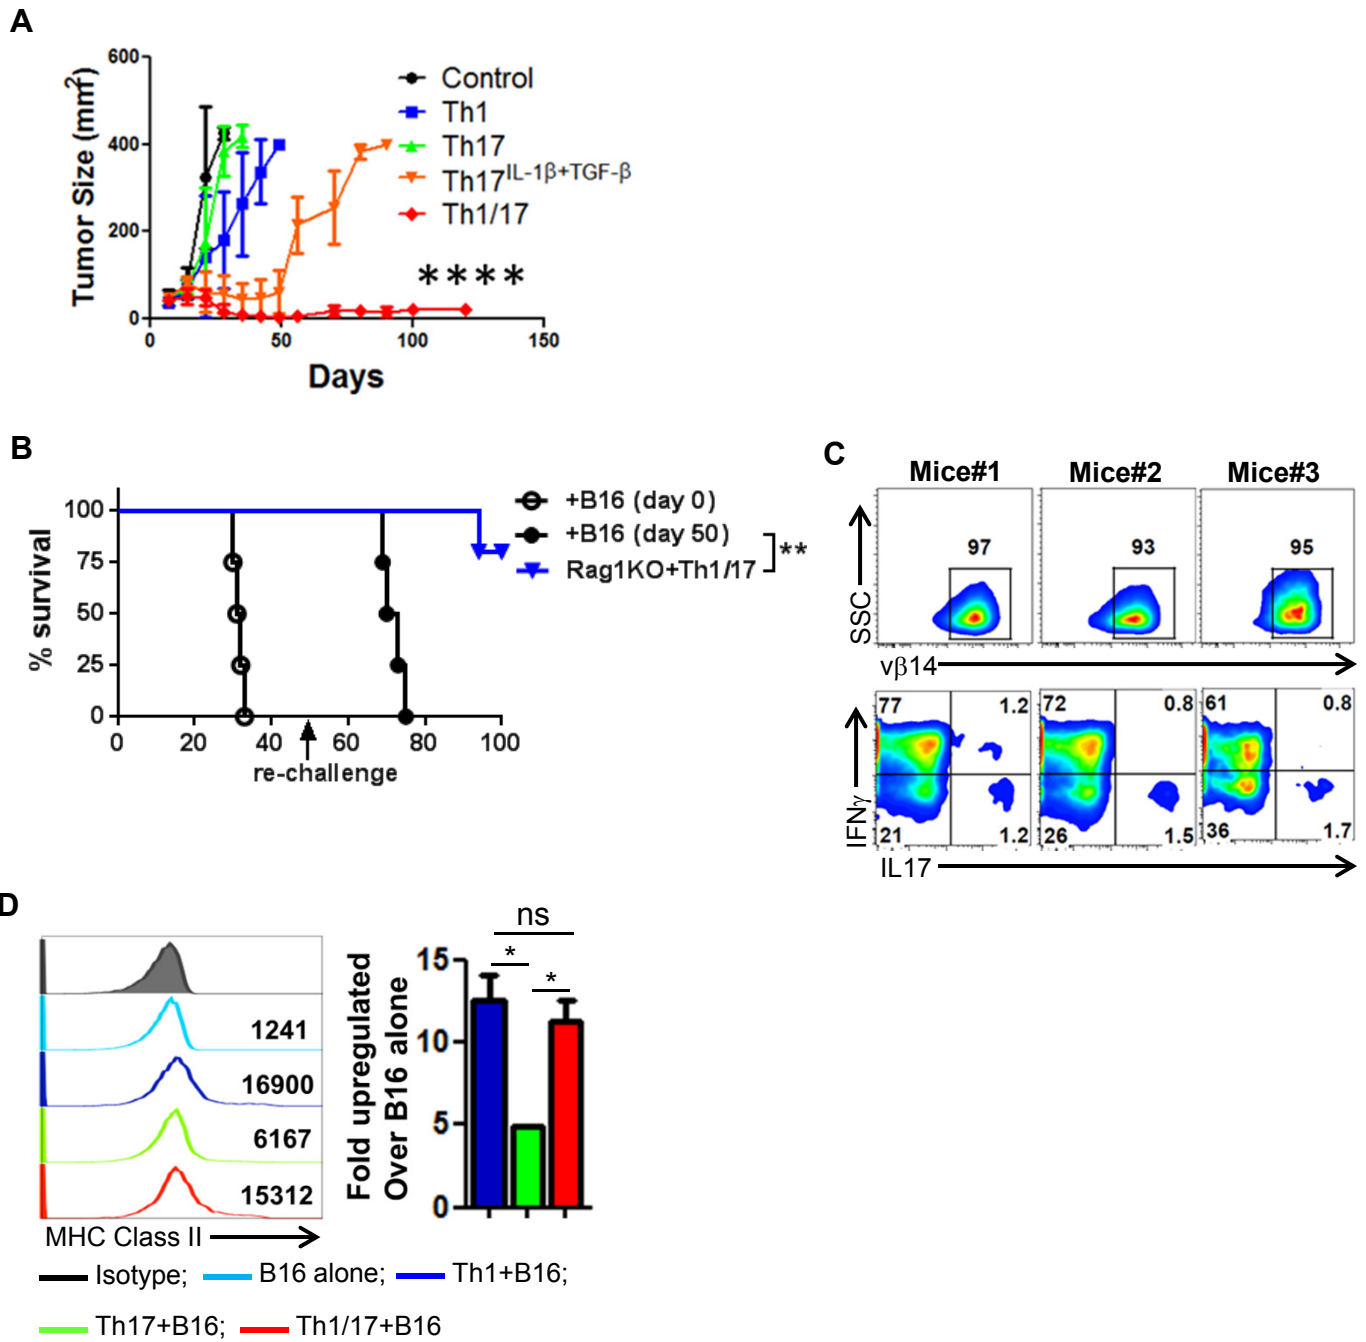 A
600
400
200
0
0 50 100 150
Tumor Size (mm²)
Days
Control
Th1
Th17
Th17IL-1β+TGF-β
Th1/17
****
B
100
75
50
25
0
0 20 40 60 80 100
% survival
re-challenge
+B16 (day 0)
+B16 (day 50)
Rag1KO+Th1/17
**
C
Mice#1 Mice#2 Mice#3
97 93 95
SSC
vβ14
77 1.2 72 0.8 61 0.8
21 1.2 26 1.5 36 1.7
IFNγ
IL17
D
1241
16900
6167
15312
MHC Class II
ns
*
*
15
10
5
0
Fold upregulated
Over B16 alone
Isotype; B16 alone; Th1+B16;
Th17+B16; Th1/17+B16